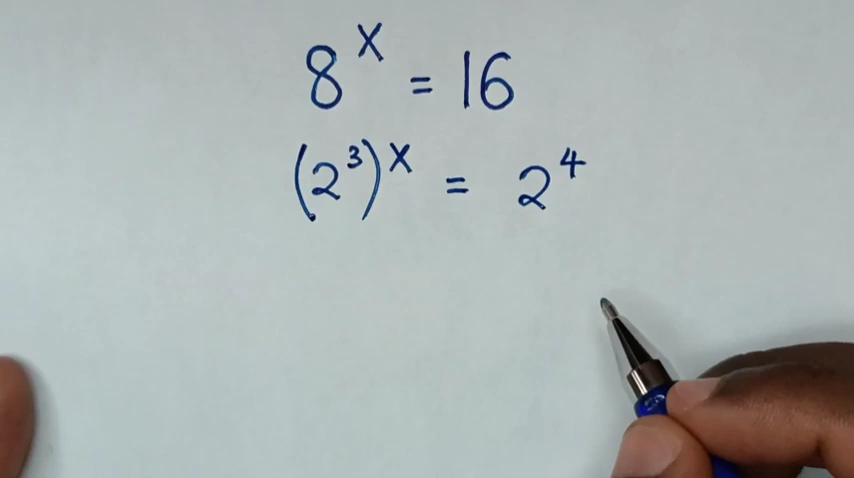 8^x = 16
(2^3)^x = 2^4